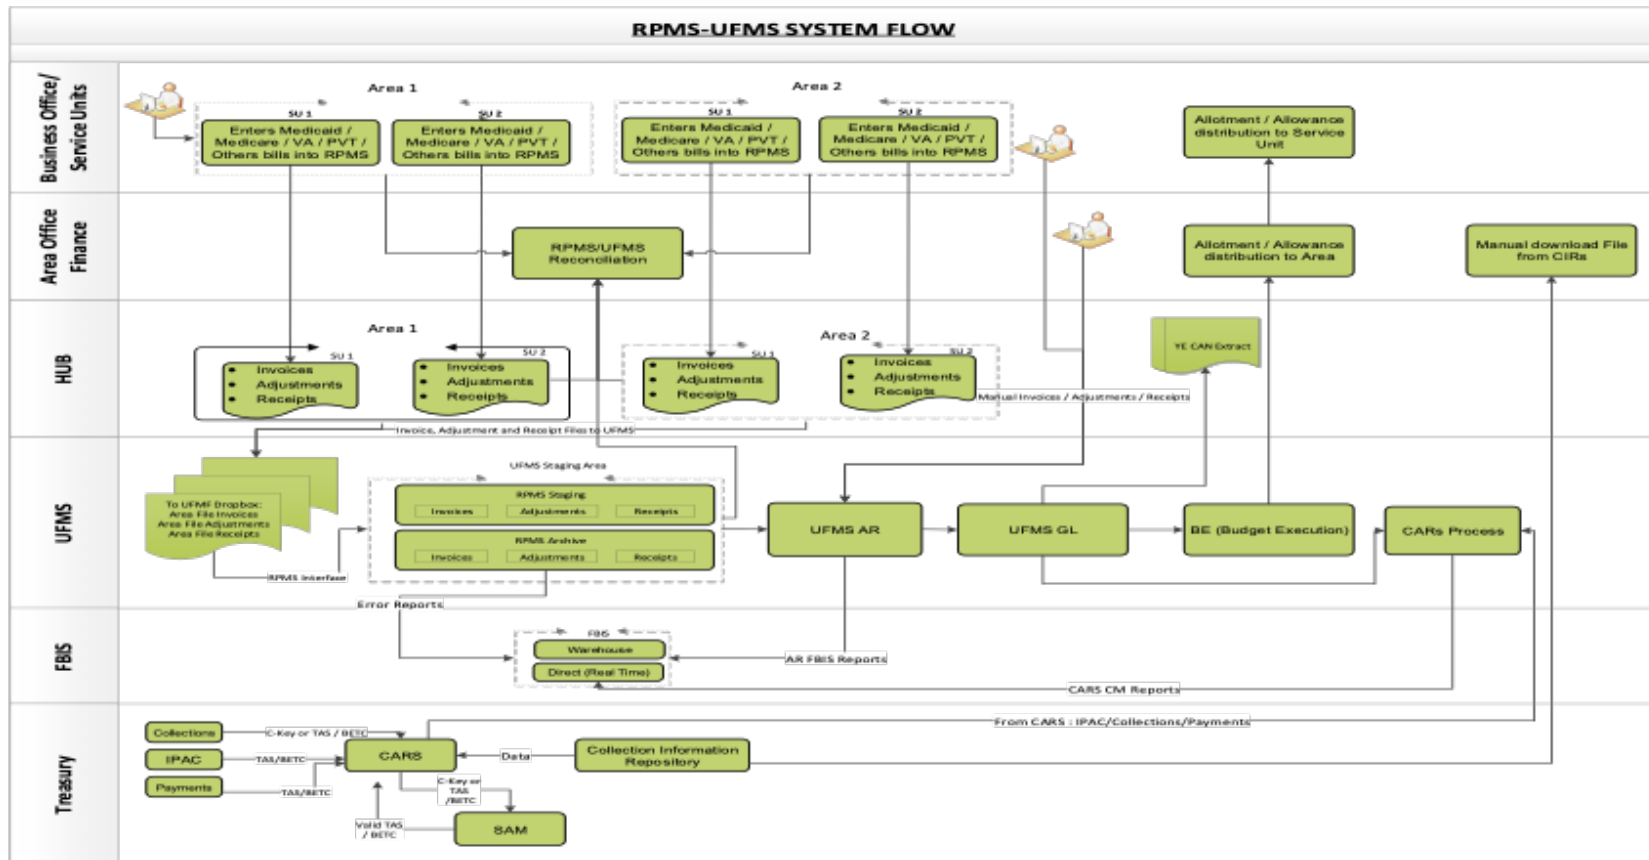 RPMS-UFMS SYSTEM FLOW
Business Office/
Service Units
Area 1
SU 1
Enters Medicaid /
Medicare / VA / PVT /
Others bills into RPMS
SU 2
Enters Medicaid /
Medicare / VA / PVT /
Others bills into RPMS
Area 2
SU 1
Enters Medicaid /
Medicare / VA / PVT /
Others bills into RPMS
SU 2
Enters Medicaid /
Medicare / VA / PVT /
Others bills into RPMS
Allotment / Allowance
distribution to Service
Unit
Area Office
Finance
RPMS/UFMS
Reconciliation
Allotment / Allowance
distribution to Area
Manual download File
from CIRs
HUB
Area 1
SU 1
Invoices
Adjustments
Receipts
SU 2
Invoices
Adjustments
Receipts
Area 2
SU 1
Invoices
Adjustments
Receipts
SU 2
Invoices
Adjustments
Receipts
Manual Invoices / Adjustments / Receipts
YE CAN Extract
Invoice, Adjustment and Receipt Files to UFMS
UFMS
To UFMF Dropbox:
Area File Invoices
Area File Adjustments
Area File Receipts
RPMS Interface
UFMS Staging Area
RPMS Staging
Invoices
Adjustments
Receipts
RPMS Archive
Invoices
Adjustments
Receipts
UFMS AR
UFMS GL
BE (Budget Execution)
CARs Process
Error Reports
FBIS
FBIS
Warehouse
Direct (Real Time)
AR FBIS Reports
CARS CM Reports
Treasury
From CARS : IPAC/Collections/Payments
Collections
C-Key or TAS / BETC
IPAC
TAS/BETC
Payments
TAS/BETC
CARS
Data
Collection Information
Repository
C-Key or
TAS
/BETC
Valid TAS
/ BETC
SAM